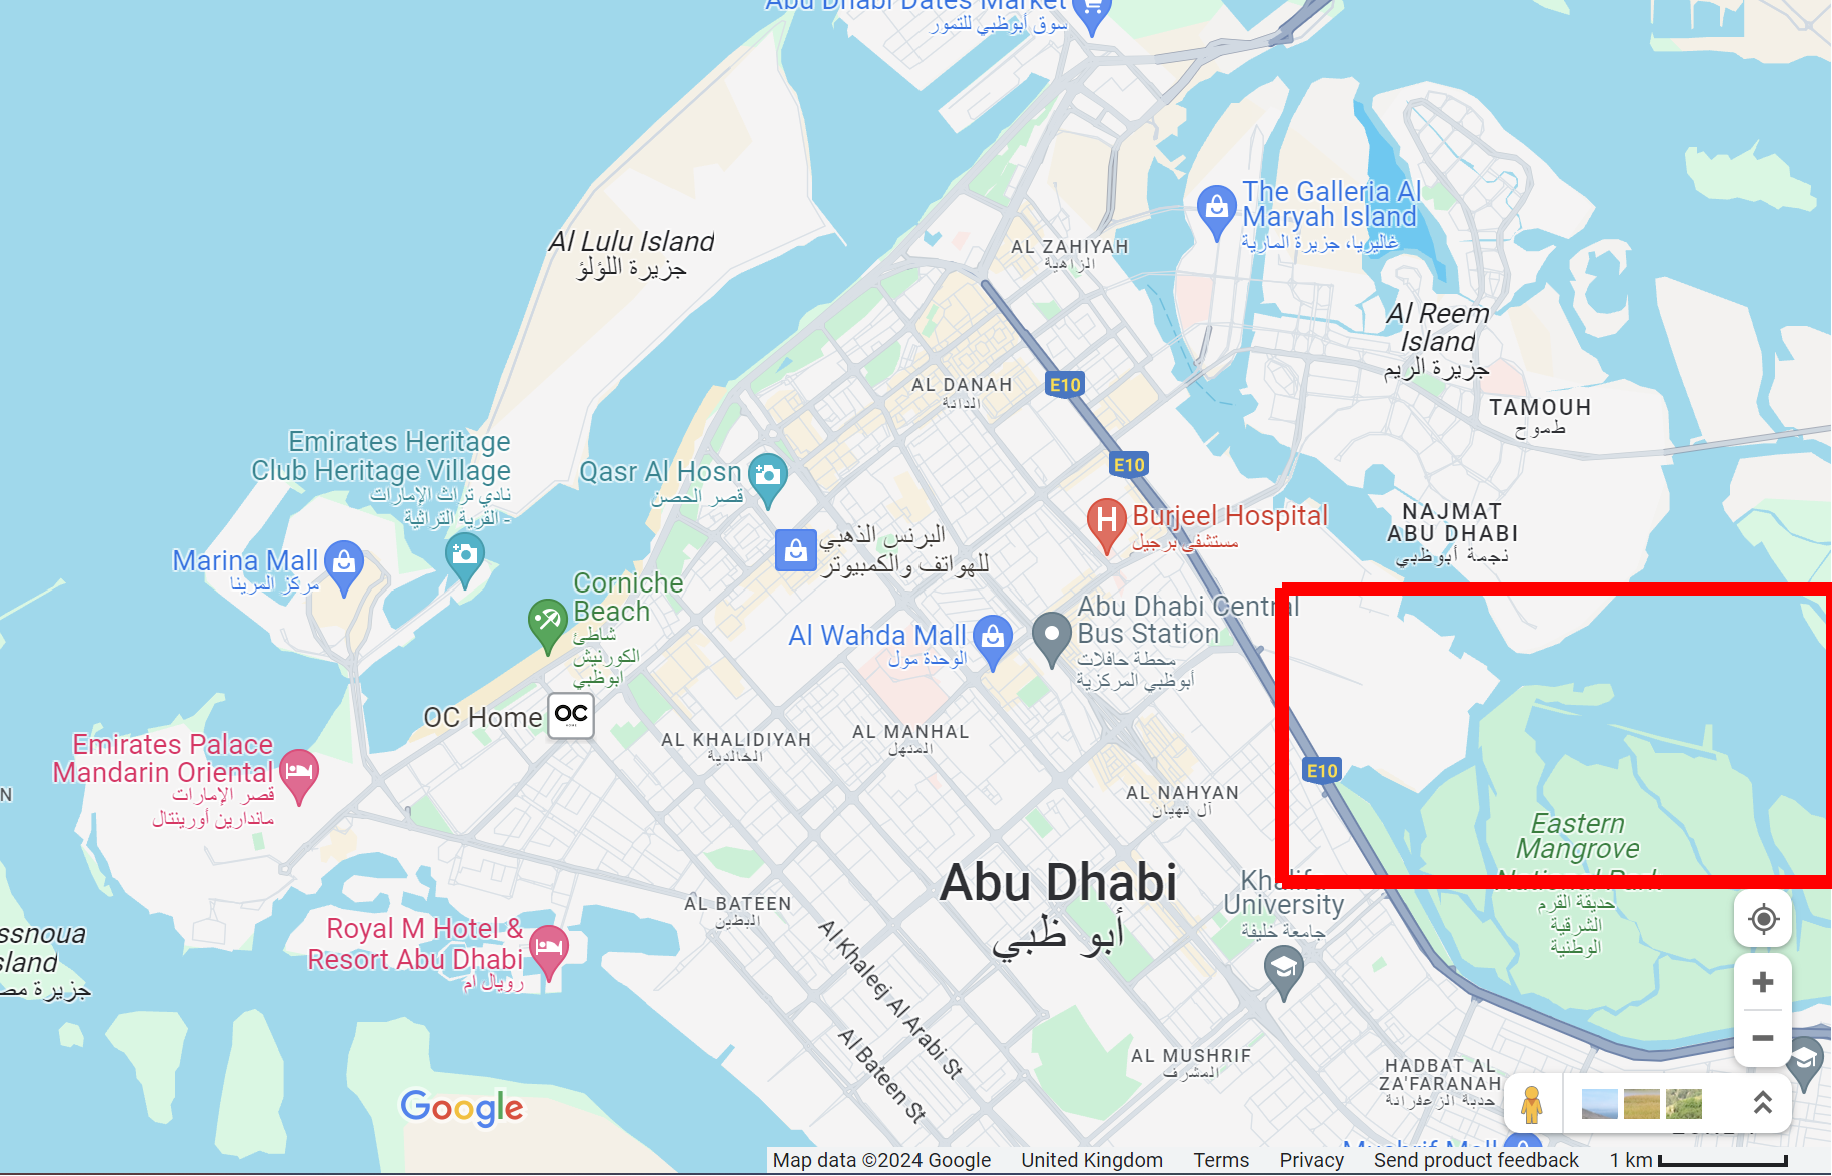 Abu Dhabi Dates Market
سوق أبوظبي للتمور
The Galleria Al
Maryah Island
غاليريا، جزيرة المارية
Al Lulu Island
جزيرة اللؤلؤ
AL ZAHIYAH
الزاهية
Al Reem
Island
جزيرة الريم
AL DANAH
الدانة
E10
TAMOUH
طموح
Emirates Heritage
Club Heritage Village
نادي تراث الإمارات
- القرية التراثية
Qasr Al Hosn
قصر الحصن
E10
Burjeel Hospital
مستشفى برجيل
NAJMAT
ABU DHABI
نجمة أبوظبي
البرنس الذهبي
للهواتف والكمبيوتر
Marina Mall
مركز المرينا
Corniche
Beach
شاطئ
الكورنيش
ابوظبي
Al Wahda Mall
الوحدة مول
Abu Dhabi Central
Bus Station
محطة حافلات
أبوظبي المركزية
OC Home
OC
AL KHALIDIYAH
الخالدية
AL MANHAL
المنهل
Emirates Palace
Mandarin Oriental
قصر الإمارات
ماندارين أورينتال
N
E10
AL NAHYAN
آل نهيان
Eastern
Mangrove
National Park
حديقة القرم
الشرقية
الوطنية
Abu Dhabi
أبو ظبي
Khalifa
University
جامعة خليفة
AL BATEEN
البطين
Royal M Hotel &
Resort Abu Dhabi
رويال ام
ssnoua
sland
جزيرة مص
Al Khaleej Al Arabi St
Al Bateen St
AL MUSHRIF
المشرف
HADBAT AL
ZA'FARANAH
حدبة الزعفرانة
Google
Mushrif Mall
Map data ©2024 Google United Kingdom Terms Privacy Send product feedback 1 km